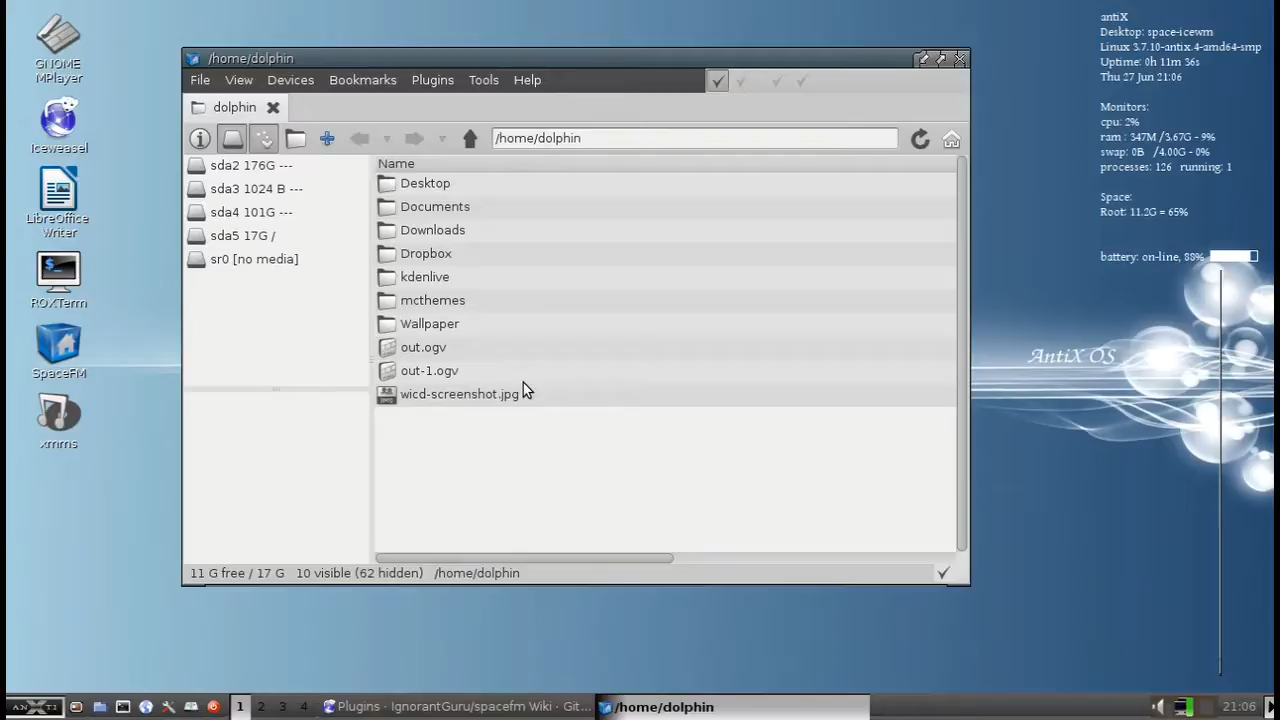 GNOME
MPlayer
Iceweasel
LibreOffice
Writer
ROXTerm
SpaceFM
xmms
/home/dolphin
File View Devices Bookmarks Plugins Tools Help
dolphin
/home/dolphin
sda2 176G ---
sda3 1024 B ---
sda4 101G ---
sda5 17G /
sr0 [no media]
Name
Desktop
Documents
Downloads
Dropbox
kdenlive
mcthemes
Wallpaper
out.ogv
out-1.ogv
wicd-screenshot.jpg
11 G free / 17 G 10 visible (62 hidden) /home/dolphin
antiX
Desktop: space-icewm
Linux 3.7.10-antix.4-amd64-smp
Uptime: 0h 11m 36s
Thu 27 Jun 21:06
Monitors:
cpu: 2%
ram : 347M /3.67G - 9%
swap: 0B /4.00G - 0%
processes: 126 running: 1
Space:
Root: 11.2G = 65%
battery: on-line, 88%
AntiX OS
ANTI
1 2 3 4 Plugins - IgnorantGuru/spacefm Wiki - Git... /home/dolphin 21:06